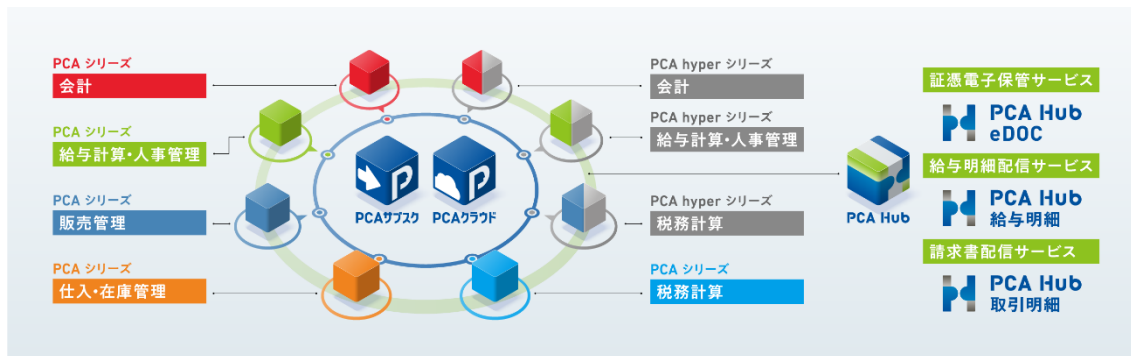 PCA シリーズ
会計
PCA シリーズ
給与計算・人事管理
PCA シリーズ
販売管理
PCA シリーズ
仕入・在庫管理
PCAサブスク
PCAクラウド
PCA hyper シリーズ
会計
PCA hyper シリーズ
給与計算・人事管理
PCA hyper シリーズ
税務計算
PCA シリーズ
税務計算
PCA Hub
証憑電子保管サービス
PCA Hub
eDOC
給与明細配信サービス
PCA Hub
給与明細
請求書配信サービス
PCA Hub
取引明細